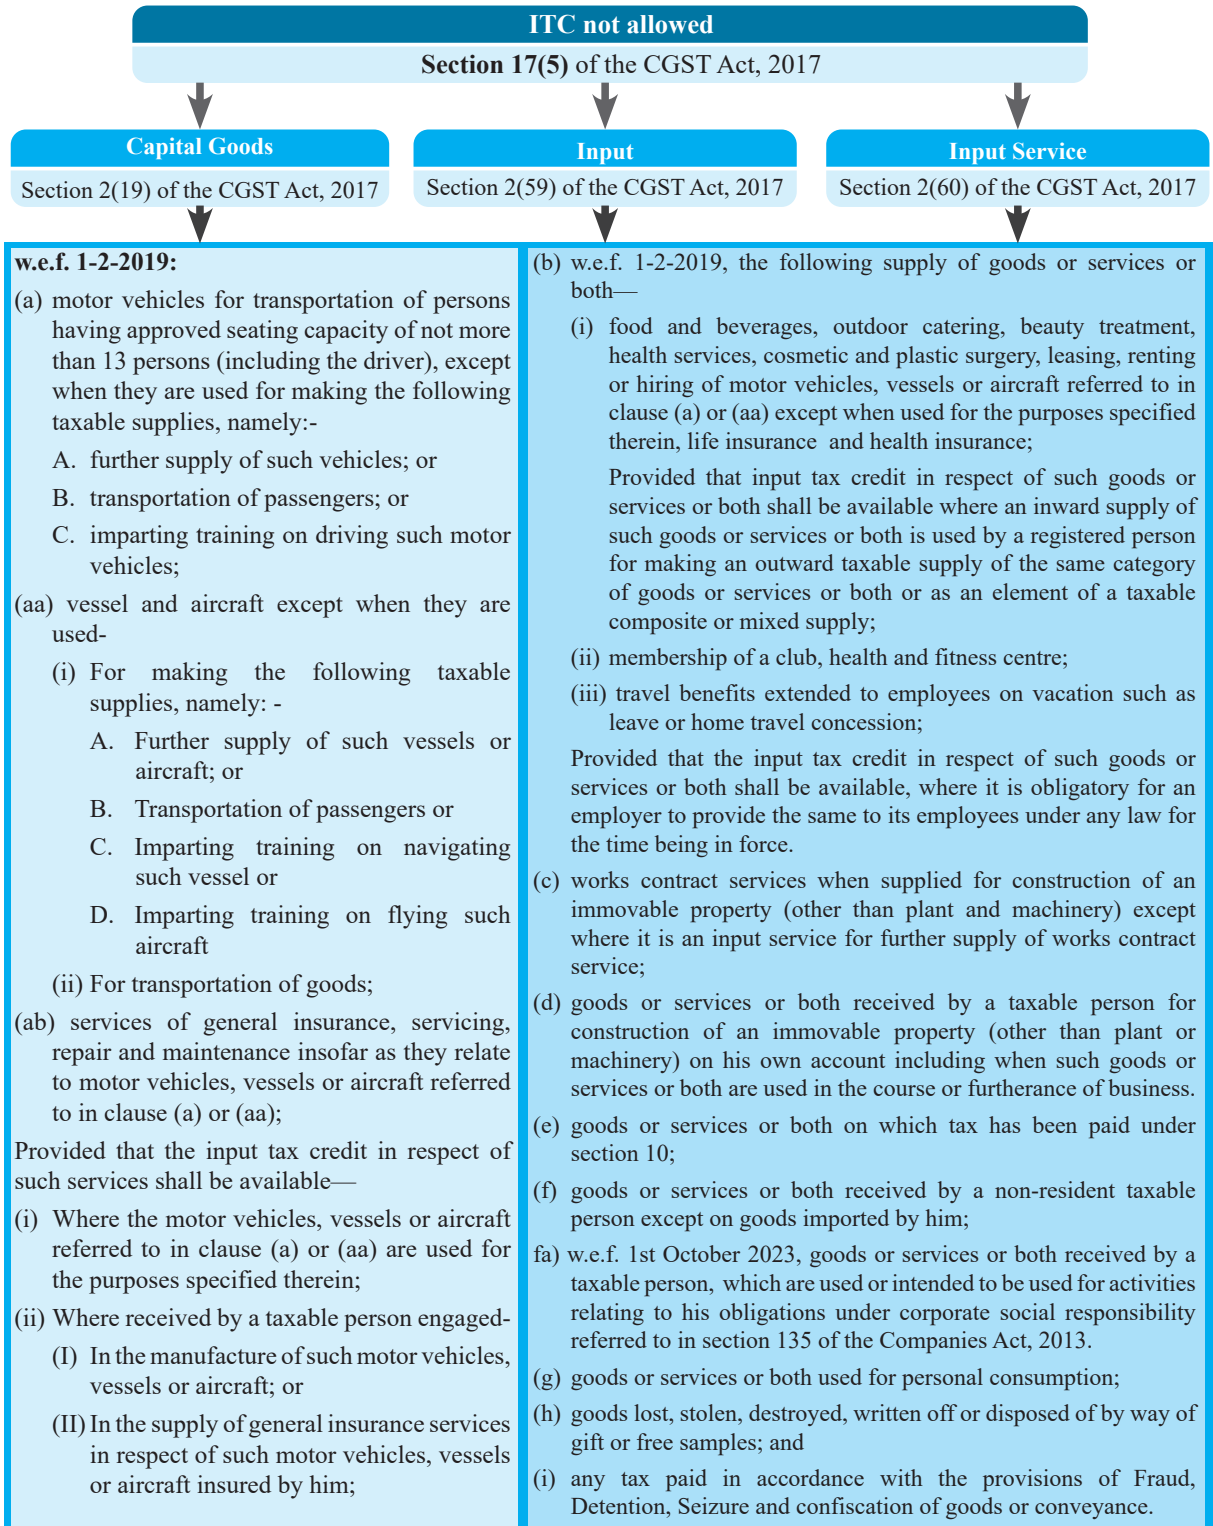 ITC not allowed
Section 17(5) of the CGST Act, 2017
Capital Goods
Section 2(19) of the CGST Act, 2017
Input
Section 2(59) of the CGST Act, 2017
Input Service
Section 2(60) of the CGST Act, 2017
w.e.f. 1-2-2019:
(a) motor vehicles for transportation of persons
having approved seating capacity of not more
than 13 persons (including the driver), except
when they are used for making the following
taxable supplies, namely:-
A. further supply of such vehicles; or
B. transportation of passengers; or
C. imparting training on driving such motor
vehicles;
(aa) vessel and aircraft except when they are
used-
(i) For making the following taxable
supplies, namely: -
A. Further supply of such vessels or
aircraft; or
B. Transportation of passengers or
C. Imparting training on navigating
such vessel or
D. Imparting training on flying such
aircraft
(ii) For transportation of goods;
(ab) services of general insurance, servicing,
repair and maintenance insofar as they relate
to motor vehicles, vessels or aircraft referred
to in clause (a) or (aa);
Provided that the input tax credit in respect of
such services shall be available—
(i) Where the motor vehicles, vessels or aircraft
referred to in clause (a) or (aa) are used for
the purposes specified therein;
(ii) Where received by a taxable person engaged-
(I) In the manufacture of such motor vehicles,
vessels or aircraft; or
(II) In the supply of general insurance services
in respect of such motor vehicles, vessels
or aircraft insured by him;
(b) w.e.f. 1-2-2019, the following supply of goods or services or
both—
(i) food and beverages, outdoor catering, beauty treatment,
health services, cosmetic and plastic surgery, leasing, renting
or hiring of motor vehicles, vessels or aircraft referred to in
clause (a) or (aa) except when used for the purposes specified
therein, life insurance and health insurance;
Provided that input tax credit in respect of such goods or
services or both shall be available where an inward supply of
such goods or services or both is used by a registered person
for making an outward taxable supply of the same category
of goods or services or both or as an element of a taxable
composite or mixed supply;
(ii) membership of a club, health and fitness centre;
(iii) travel benefits extended to employees on vacation such as
leave or home travel concession;
Provided that the input tax credit in respect of such goods or
services or both shall be available, where it is obligatory for an
employer to provide the same to its employees under any law for
the time being in force.
(c) works contract services when supplied for construction of an
immovable property (other than plant and machinery) except
where it is an input service for further supply of works contract
service;
(d) goods or services or both received by a taxable person for
construction of an immovable property (other than plant or
machinery) on his own account including when such goods or
services or both are used in the course or furtherance of business.
(e) goods or services or both on which tax has been paid under
section 10;
(f) goods or services or both received by a non-resident taxable
person except on goods imported by him;
fa) w.e.f. 1st October 2023, goods or services or both received by a
taxable person, which are used or intended to be used for activities
relating to his obligations under corporate social responsibility
referred to in section 135 of the Companies Act, 2013.
(g) goods or services or both used for personal consumption;
(h) goods lost, stolen, destroyed, written off or disposed of by way of
gift or free samples; and
(i) any tax paid in accordance with the provisions of Fraud,
Detention, Seizure and confiscation of goods or conveyance.